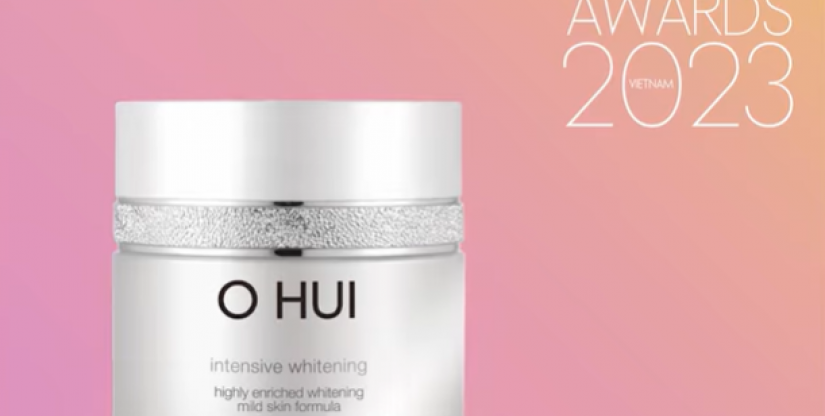 AWARDS
2023
VIETNAM
O HUI
intensive whitening
highly enriched whitening
mild skin formula